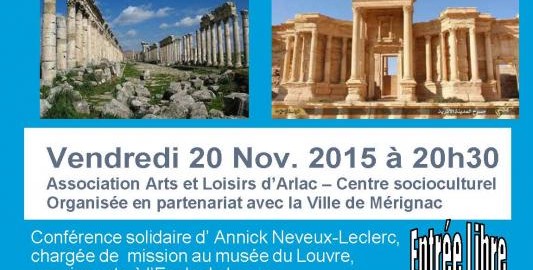 Vendredi 20 Nov. 2015 à 20h30
Association Arts et Loisirs d'Arlac – Centre socioculturel
Organisée en partenariat avec la Ville de Mérignac
Conférence solidaire d' Annick Neveux-Leclerc,
chargée de mission au musée du Louvre,
Entrée libre